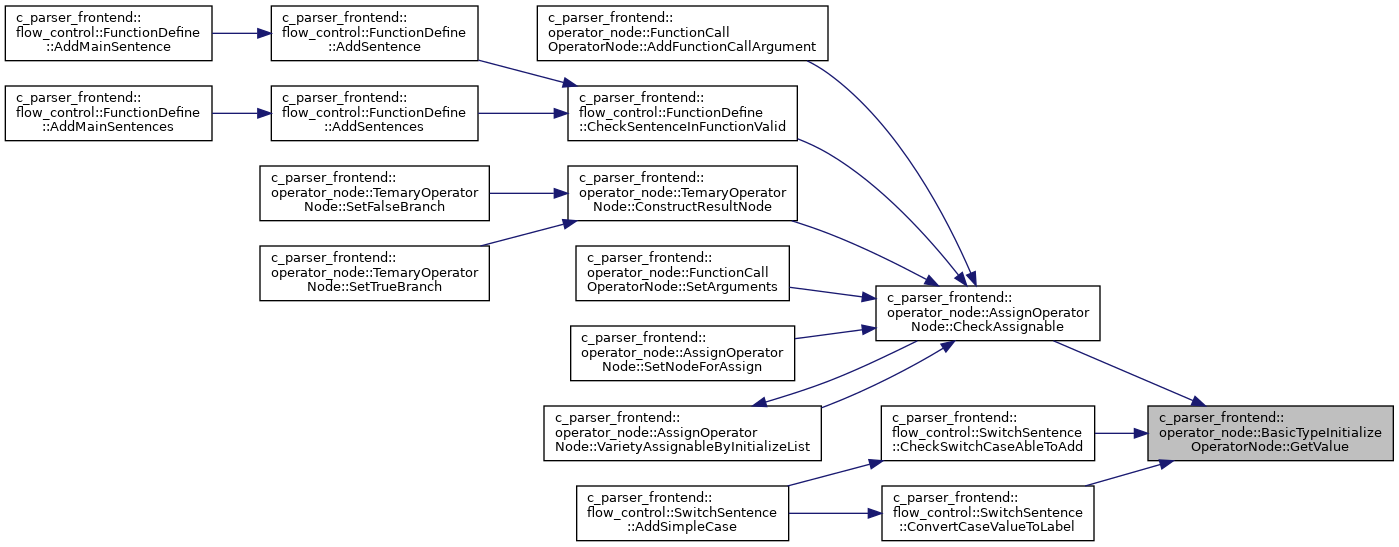 c_parser_frontend::
flow_control::FunctionDefine
::AddMainSentence
c_parser_frontend::
flow_control::FunctionDefine
::AddSentence
c_parser_frontend::
operator_node::FunctionCall
OperatorNode::AddFunctionCallArgument
c_parser_frontend::
flow_control::FunctionDefine
::AddMainSentences
c_parser_frontend::
flow_control::FunctionDefine
::AddSentences
c_parser_frontend::
flow_control::FunctionDefine
::CheckSentenceInFunctionValid
c_parser_frontend::
operator_node::TemaryOperator
Node::SetFalseBranch
c_parser_frontend::
operator_node::TemaryOperator
Node::ConstructResultNode
c_parser_frontend::
operator_node::TemaryOperator
Node::SetTrueBranch
c_parser_frontend::
operator_node::FunctionCall
OperatorNode::SetArguments
c_parser_frontend::
operator_node::AssignOperator
Node::CheckAssignable
c_parser_frontend::
operator_node::AssignOperator
Node::SetNodeForAssign
c_parser_frontend::
operator_node::AssignOperator
Node::VarietyAssignableByInitializeList
c_parser_frontend::
flow_control::SwitchSentence
::CheckSwitchCaseAbleToAdd
c_parser_frontend::
operator_node::BasicTypeInitialize
OperatorNode::GetValue
c_parser_frontend::
flow_control::SwitchSentence
::AddSimpleCase
c_parser_frontend::
flow_control::SwitchSentence
::ConvertCaseValueToLabel